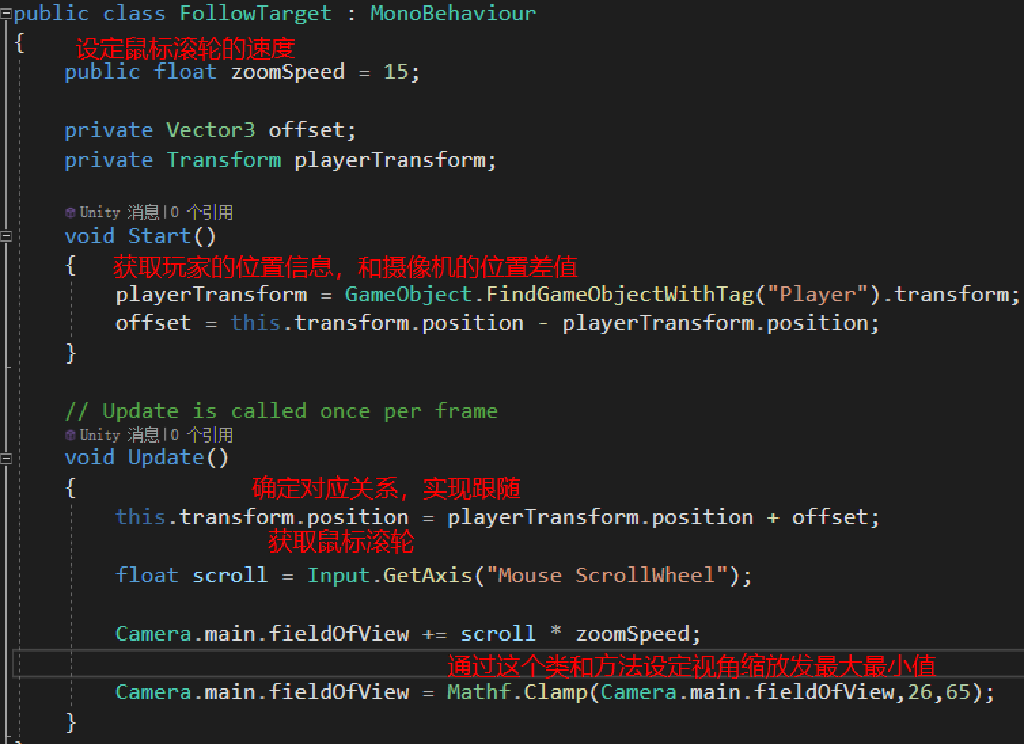 public class FollowTarget : MonoBehaviour
{
设定鼠标滚轮的速度
public float zoomSpeed = 15;
private Vector3 offset;
private Transform playerTransform;
Unity 消息|0 个引用
void Start()
{ 获取玩家的位置信息，和摄像机的位置差值
playerTransform = GameObject.FindGameObjectWithTag("Player").transform;
offset = this.transform.position - playerTransform.position;
}
// Update is called once per frame
Unity 消息|0 个引用
void Update()
{ 确定对应关系，实现跟随
this.transform.position = playerTransform.position + offset;
获取鼠标滚轮
float scroll = Input.GetAxis("Mouse ScrollWheel");
Camera.main.fieldOfView += scroll * zoomSpeed;
通过这个类和方法设定视角缩放发最大最小值
Camera.main.fieldOfView = Mathf.Clamp(Camera.main.fieldOfView,26,65);
}